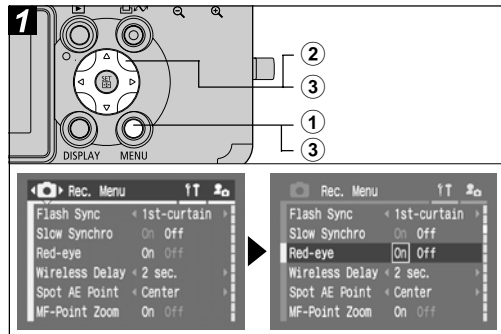 1
SET
DISPLAY MENU
②
③
①
③
Rec. Menu
Flash Sync 1st-curtain
Slow Synchro On Off
Red-eye On Off
Wireless Delay 2 sec.
Spot AE Point Center
MF-Point Zoom On Off
Rec. Menu
Flash Sync 1st-curtain
Slow Synchro On Off
Red-eye On Off
Wireless Delay 2 sec.
Spot AE Point Center
MF-Point Zoom On Off